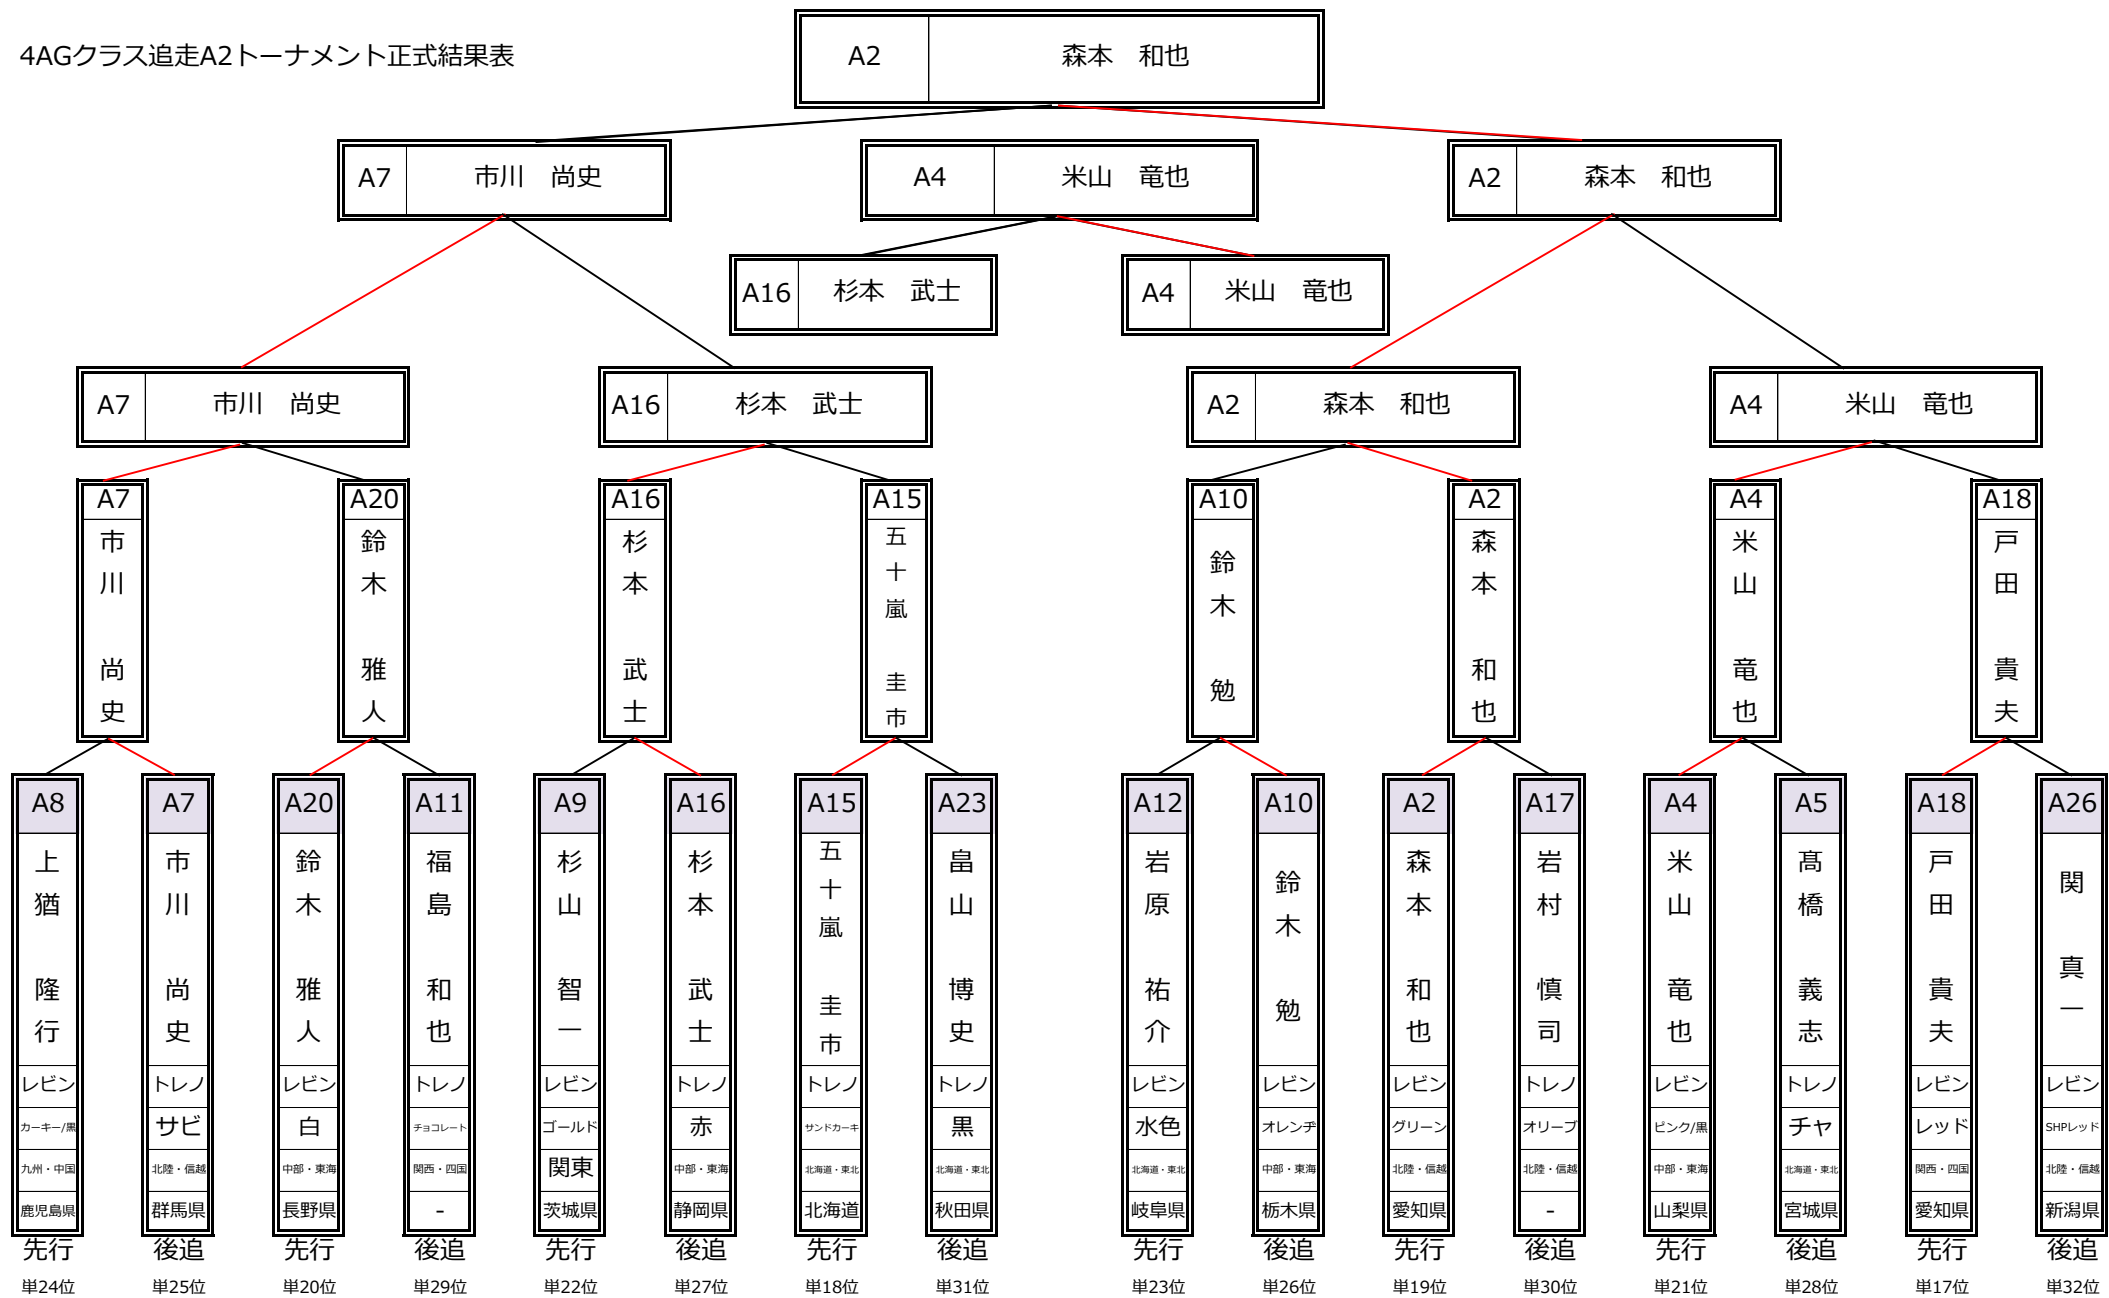 4AGクラス追走A2トーナメント正式結果表
A2 森本 和也
A7 市川 尚史
A4 米山 竜也
A2 森本 和也
A16 杉本 武士
A4 米山 竜也
A7 市川 尚史
A16 杉本 武士
A2 森本 和也
A4 米山 竜也
A7 市川 尚史
A20 鈴木 雅人
A16 杉本 武士
A15 五十嵐 圭市
A10 鈴木 勉
A2 森本 和也
A4 米山 竜也
A18 戸田 貴夫
A8 A7 A20 A11 A9 A16 A15 A23 A12 A10 A2 A17 A4 A5 A18 A26
上猶 隆行
市川 尚史
鈴木 雅人
福島 和也
杉山 智一
杉本 武士
五十嵐 圭市
畠山 博史
岩原 祐介
鈴木 勉
森本 和也
岩村 慎司
米山 竜也
髙橋 義志
戸田 貴夫
関 真一
レビン トレノ レビン トレノ レビン トレノ トレノ トレノ レビン レビン レビン トレノ レビン トレノ レビン レビン
カーキー/黒 サビ 白 チョコレート ゴールド 赤 サンドカーキ 黒 水色 オレンヂ グリーン オリーブ ピンク/黒 チャ レッド SHPレッド
九州・中国 北陸・信越 中部・東海 関西・四国 関東 中部・東海 北海道・東北 北海道・東北 北海道・東北 中部・東海 北陸・信越 北陸・信越 中部・東海 北海道・東北 関西・四国 北陸・信越
鹿児島県 群馬県 長野県 - 茨城県 静岡県 北海道 秋田県 岐阜県 栃木県 愛知県 - 山梨県 宮城県 愛知県 新潟県
先行 後追 先行 後追 先行 後追 先行 後追 先行 後追 先行 後追 先行 後追 先行 後追
単24位 単25位 単20位 単29位 単22位 単27位 単18位 単31位 単23位 単26位 単19位 単30位 単21位 単28位 単17位 単32位